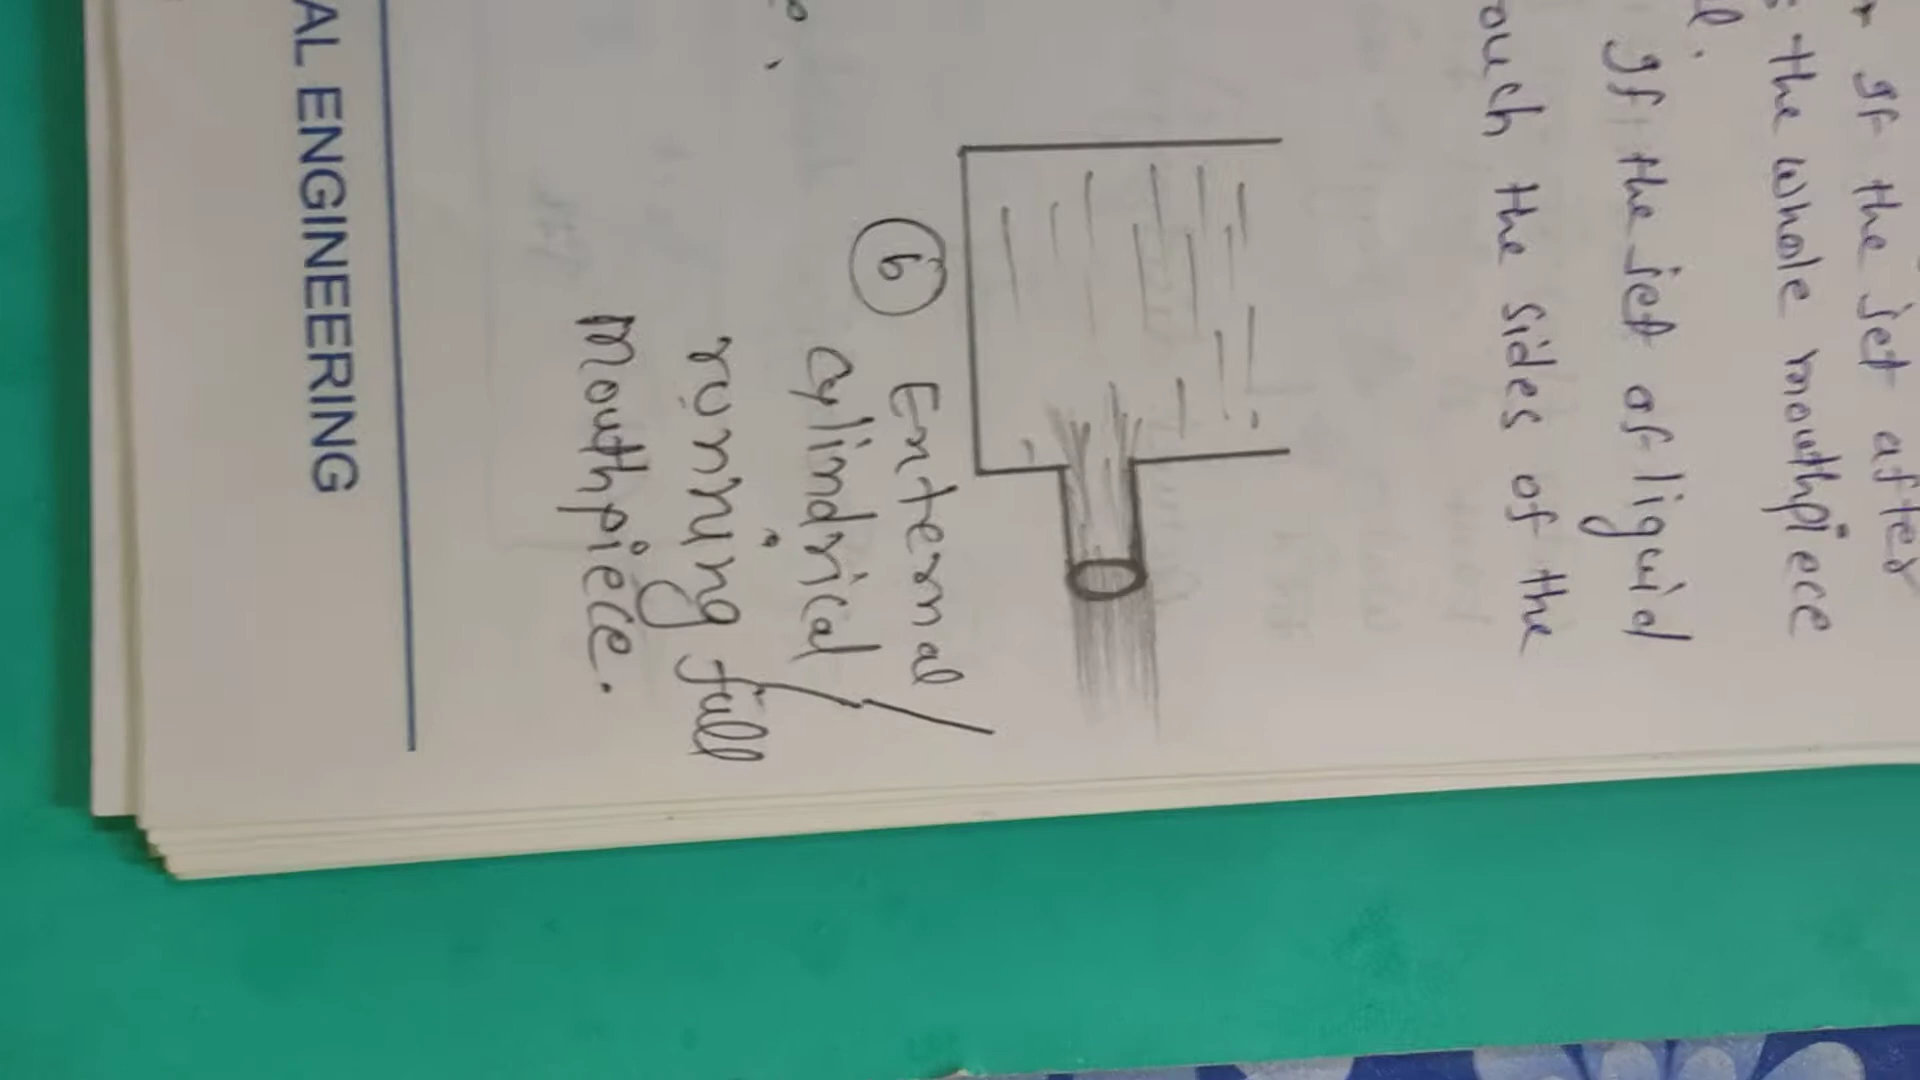 If the jet after
the whole mouthpiece
If the jet of liquid
ouch the sides of the
6 External/
cylindrical/
running full
mouthpiece.
AL ENGINEERING